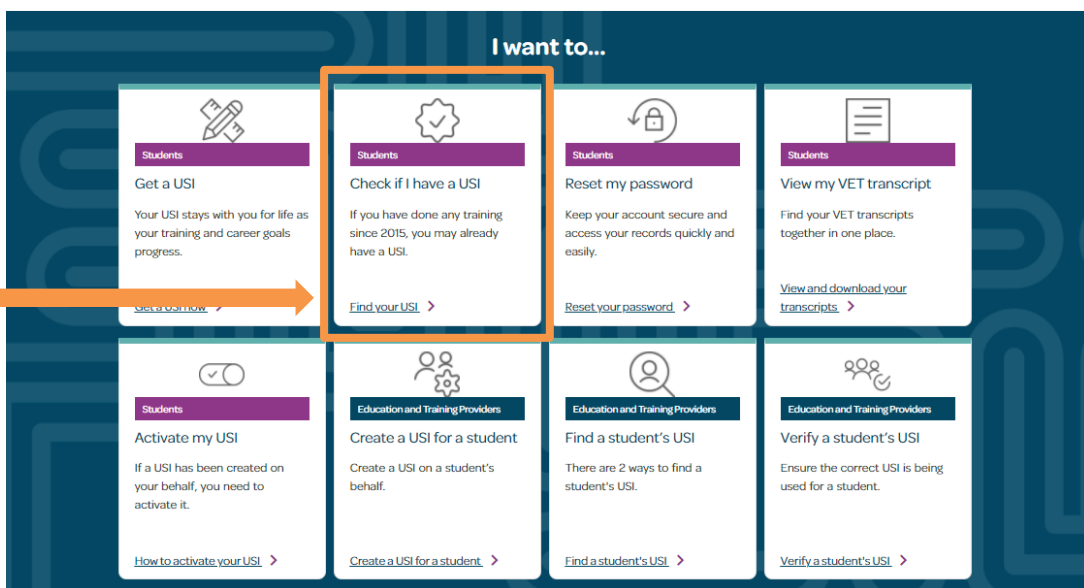 I want to...
Students
Get a USI
Your USI stays with you for life as
your training and career goals
progress.
Get a USI now
Students
Check if I have a USI
If you have done any training
since 2015, you may already
have a USI.
Find your USI
Students
Reset my password
Keep your account secure and
access your records quickly and
easily.
Reset your password
Students
View my VET transcript
Find your VET transcripts
together in one place.
View and download your
transcripts
Students
Activate my USI
If a USI has been created on
your behalf, you need to
activate it.
How to activate your USI
Education and Training Providers
Create a USI for a student
Create a USI on a student's
behalf.
Create a USI for a student
Education and Training Providers
Find a student's USI
There are 2 ways to find a
student's USI.
Find a student's USI
Education and Training Providers
Verify a student's USI
Ensure the correct USI is being
used for a student.
Verify a student's USI